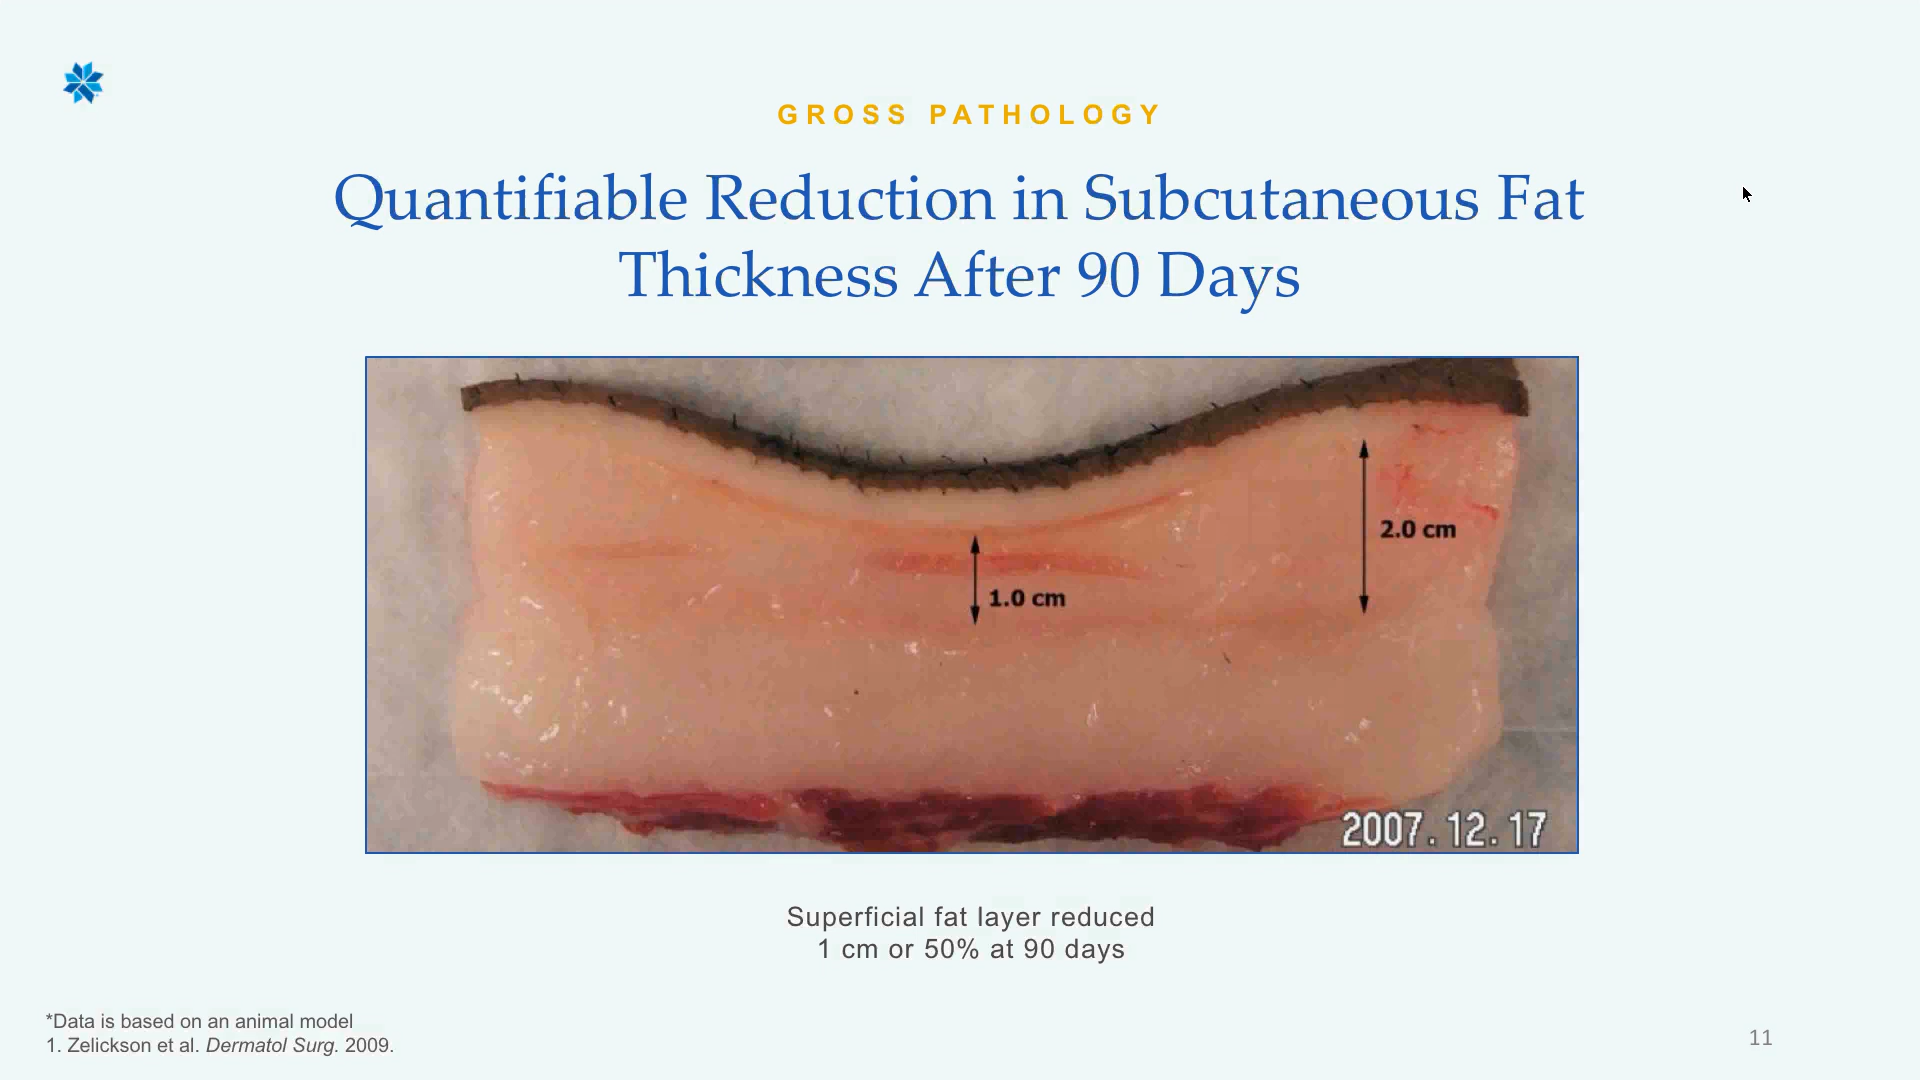 GROSS PATHOLOGY
Quantifiable Reduction in Subcutaneous Fat
Thickness After 90 Days
2.0 cm
1.0 cm
2007.12.17
Superficial fat layer reduced
1 cm or 50% at 90 days
*Data is based on an animal model
1. Zelickson et al. Dermatol Surg. 2009.
11